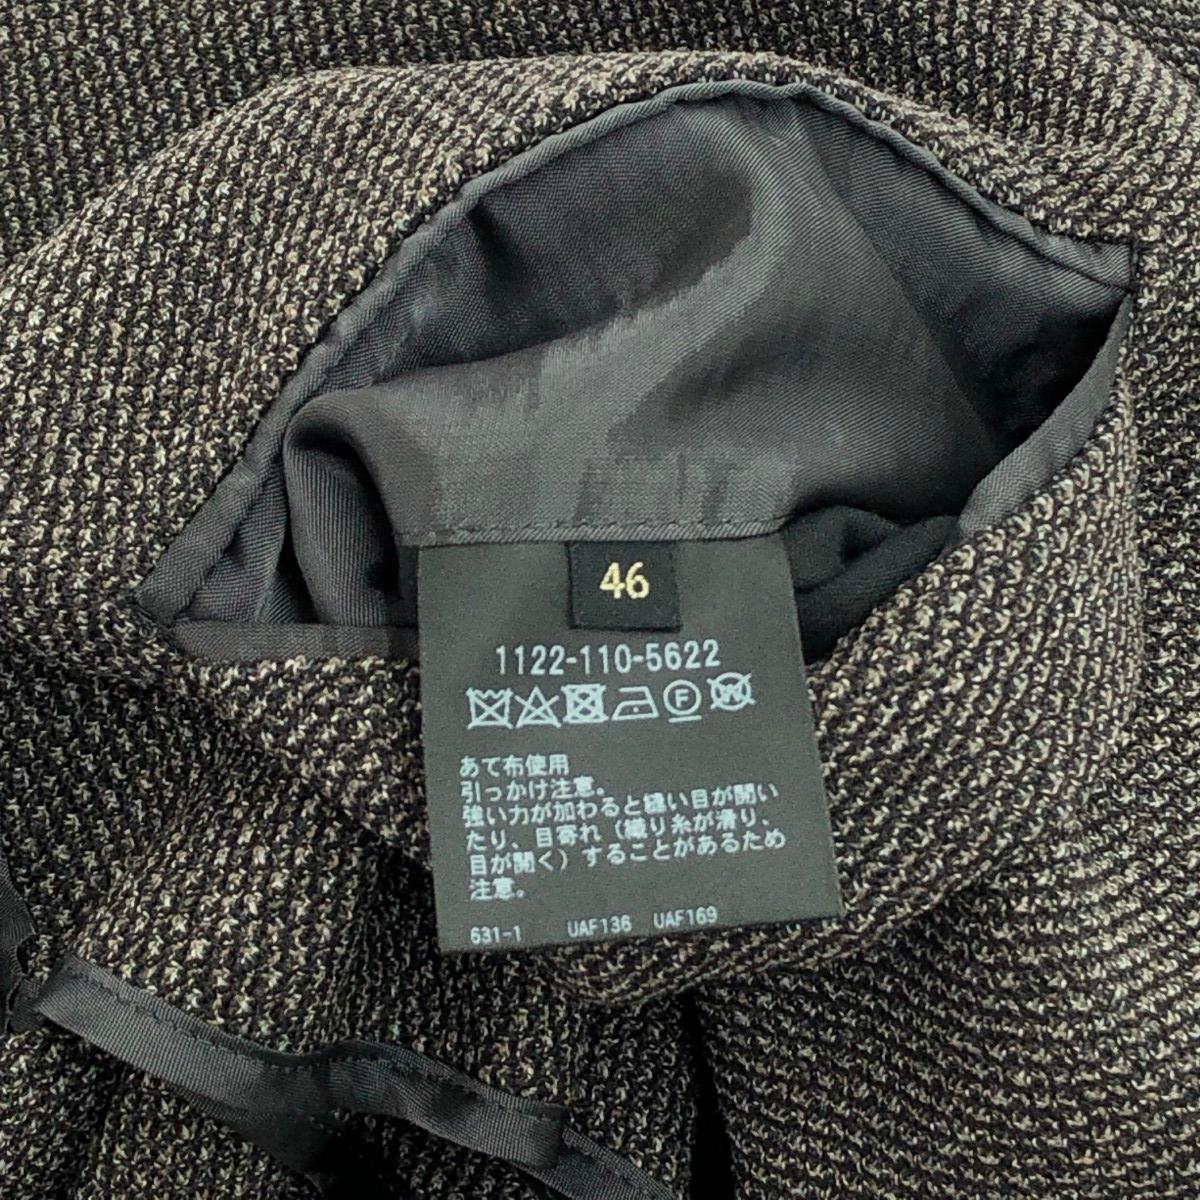 46
1122-110-5622
あて布使用
引っかけ注意。
強い力が加わると縫い目が開い
たり、目寄れ（織り糸が滑り、
目が開く）することがあるため
注意。
631-1 UAF136 UAF169